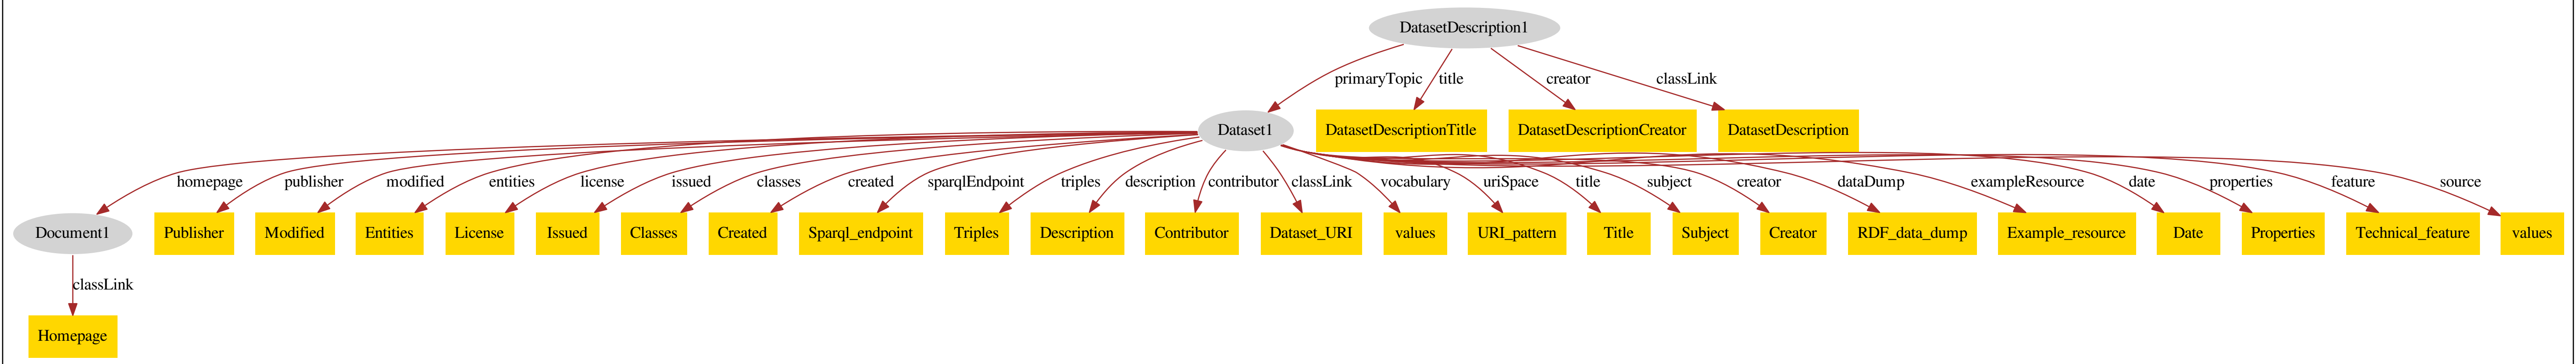 DatasetDescription1
primaryTopic title creator classLink
Dataset1 DatasetDescriptionTitle DatasetDescriptionCreator DatasetDescription
homepage publisher modified entities license issued classes created sparqlEndpoint triples description contributor classLink vocabulary uriSpace title subject creator dataDump exampleResource date properties feature source
Document1 Publisher Modified Entities License Issued Classes Created Sparql_endpoint Triples Description Contributor Dataset_URI values URI_pattern Title Subject Creator RDF_data_dump Example_resource Date Properties Technical_feature values
classLink
Homepage